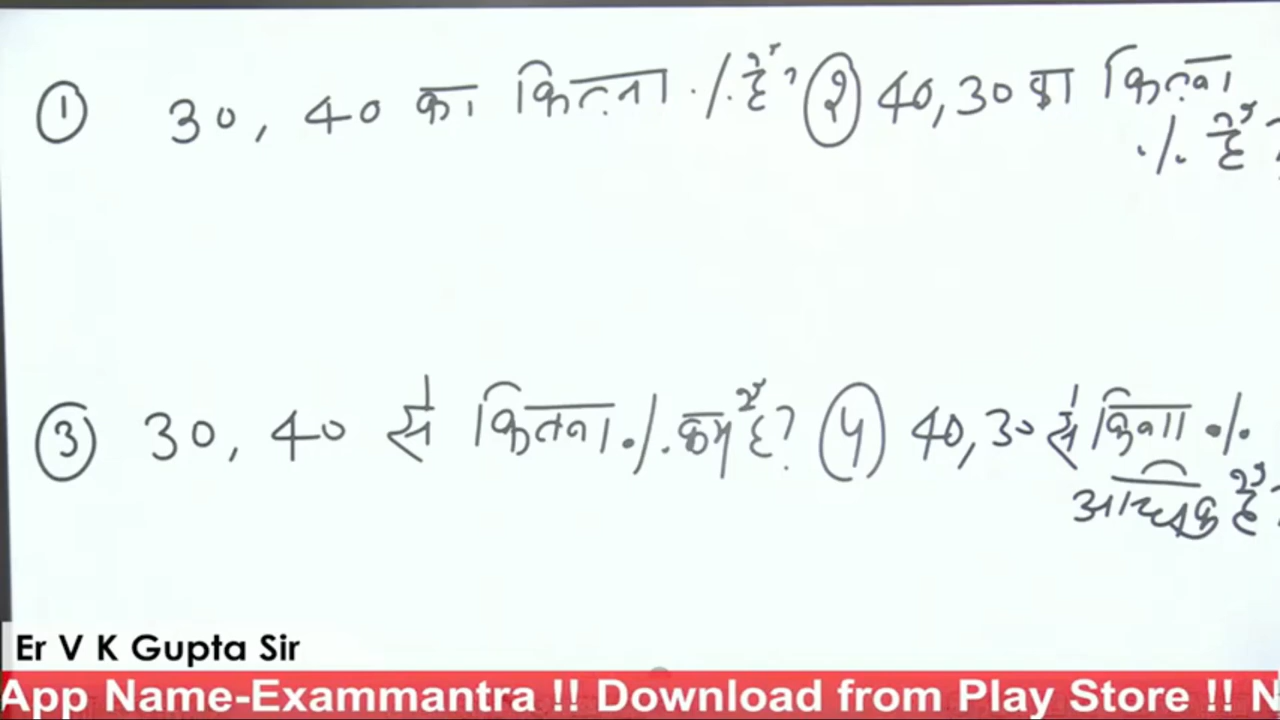 ① 30, 40 का कितना % है?
② 40, 30 का कितना
% है?
③ 30, 40 से कितना % कम है?
④ 40, 30 से कितना %
अधिक है?
Er V K Gupta Sir
App Name-Exammantra !! Download from Play Store !! N